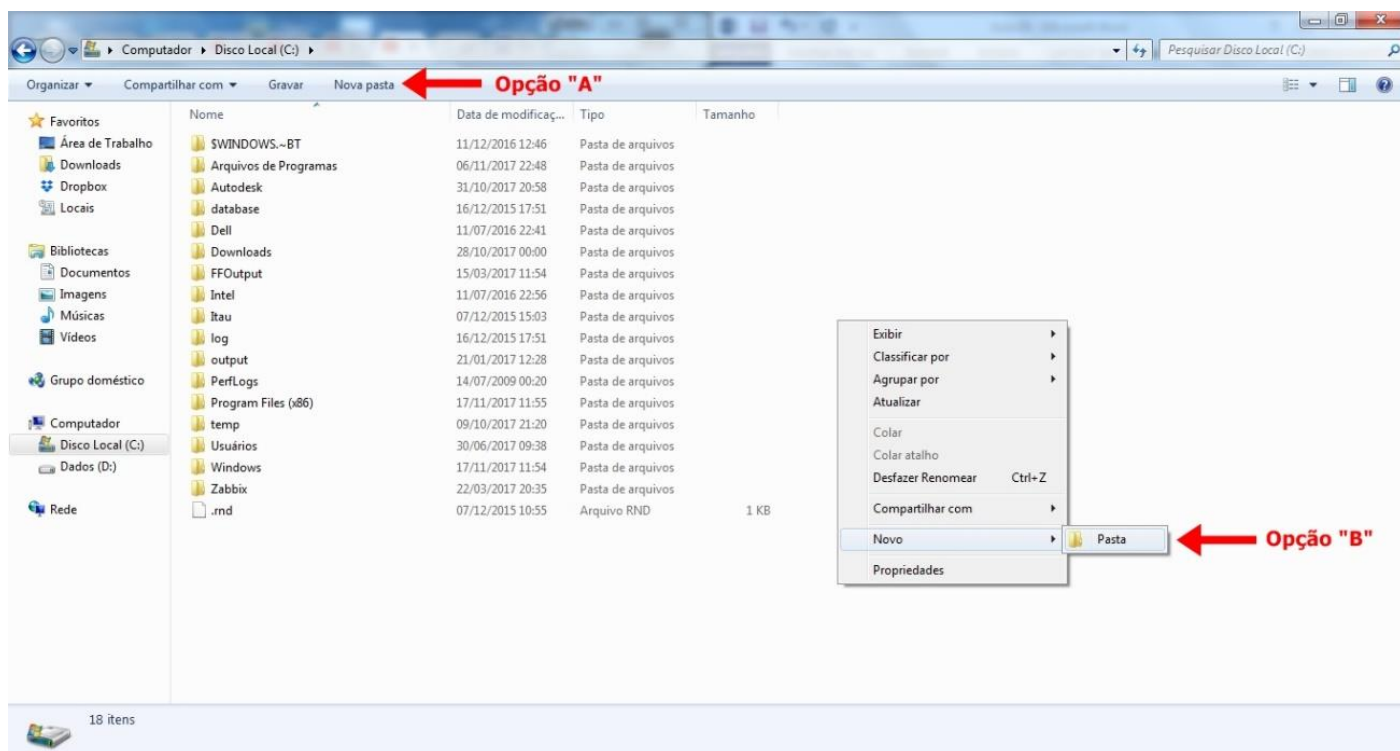 Computador ▸ Disco Local (C:) ▸
Pesquisar Disco Local (C:)
Organizar Compartilhar com Gravar Nova pasta Opção "A"
Favoritos
Área de Trabalho
Downloads
Dropbox
Locais
Bibliotecas
Documentos
Imagens
Músicas
Vídeos
Grupo doméstico
Computador
Disco Local (C:)
Dados (D:)
Rede
Nome Data de modificaç... Tipo Tamanho
$WINDOWS.~BT 11/12/2016 12:46 Pasta de arquivos
Arquivos de Programas 06/11/2017 22:48 Pasta de arquivos
Autodesk 31/10/2017 20:58 Pasta de arquivos
database 16/12/2015 17:51 Pasta de arquivos
Dell 11/07/2016 22:41 Pasta de arquivos
Downloads 28/10/2017 00:00 Pasta de arquivos
FFOutput 15/03/2017 11:54 Pasta de arquivos
Intel 11/07/2016 22:56 Pasta de arquivos
Itau 07/12/2015 15:03 Pasta de arquivos
log 16/12/2015 17:51 Pasta de arquivos
output 21/01/2017 12:28 Pasta de arquivos
PerfLogs 14/07/2009 00:20 Pasta de arquivos
Program Files (x86) 17/11/2017 11:55 Pasta de arquivos
temp 09/10/2017 21:20 Pasta de arquivos
Usuários 30/06/2017 09:38 Pasta de arquivos
Windows 17/11/2017 11:54 Pasta de arquivos
Zabbix 22/03/2017 20:35 Pasta de arquivos
.rnd 07/12/2015 10:55 Arquivo RND 1 KB
Exibir
Classificar por
Agrupar por
Atualizar
Colar
Colar atalho
Desfazer Renomear Ctrl+Z
Compartilhar com
Novo Pasta Opção "B"
Propriedades
18 itens